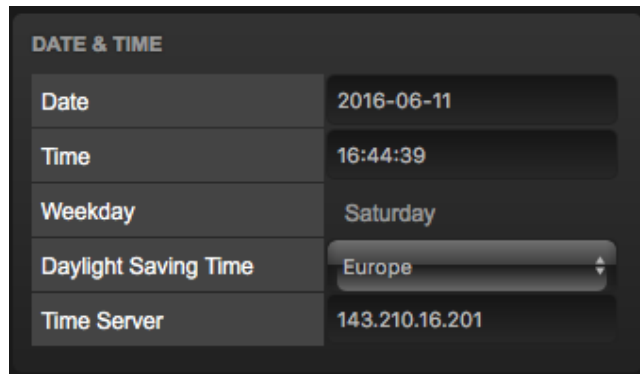 DATE & TIME
Date 2016-06-11
Time 16:44:39
Weekday Saturday
Daylight Saving Time Europe
Time Server 143.210.16.201